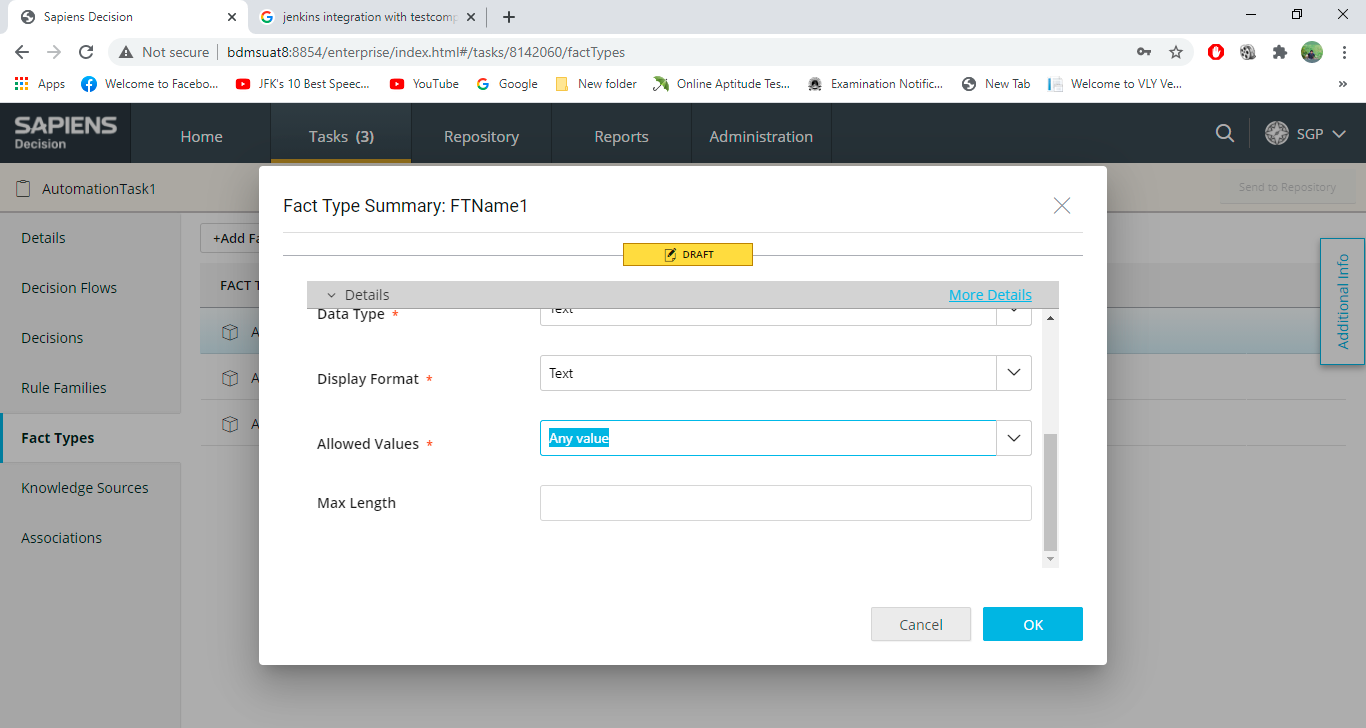 Sapiens Decision
jenkins integration with testcomp
Not secure
bdmsuat8:8854/enterprise/index.html#/tasks/8142060/factTypes
Apps
Welcome to Facebo...
JFK's 10 Best Speec...
YouTube
Google
New folder
Online Aptitude Tes...
Examination Notific...
New Tab
Welcome to VLY Ve...
»
SAPIENS
Decision
Home
Tasks (3)
Repository
Reports
Administration
SGP
AutomationTask1
Send to Repository
Details
Decision Flows
Decisions
Rule Families
Fact Types
Knowledge Sources
Associations
+Add Fa
FACT T
A
A
A
Additional Info
Fact Type Summary: FTName1
DRAFT
Details
More Details
Data Type *
Text
Display Format *
Text
Allowed Values *
Any value
Max Length
Cancel
OK